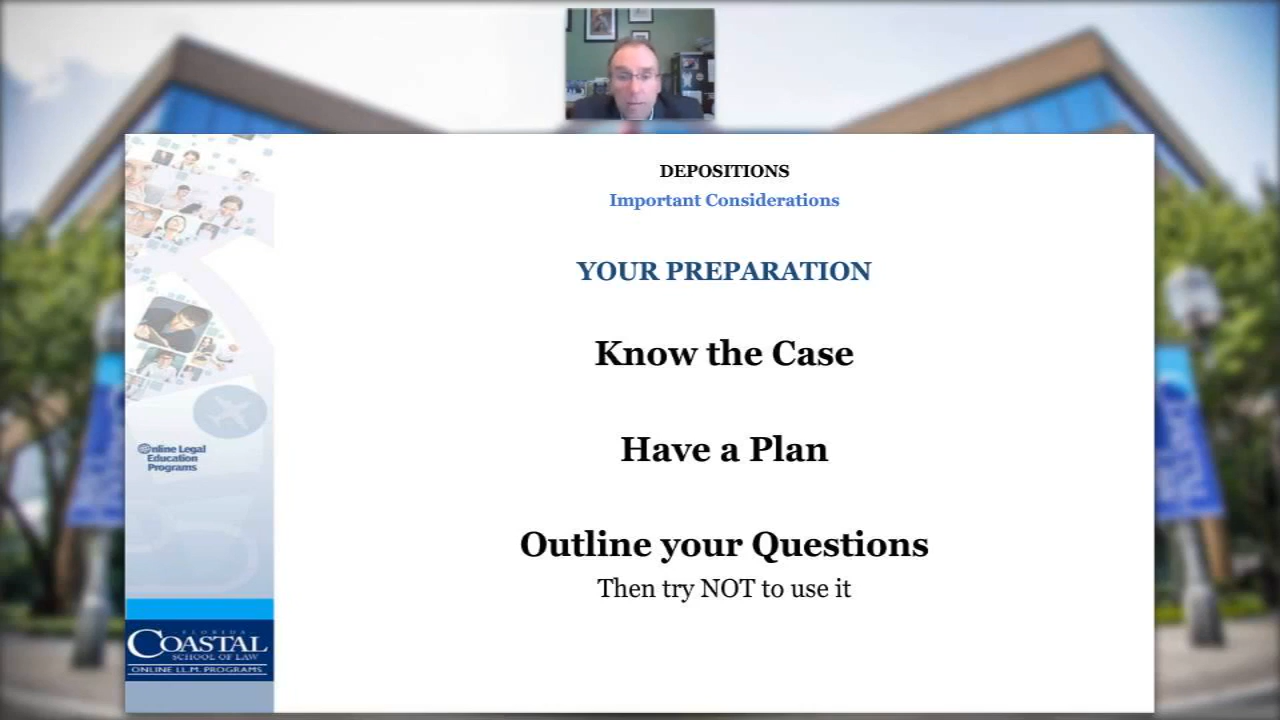 DEPOSITIONS
Important Considerations
YOUR PREPARATION
Know the Case
Have a Plan
Outline your Questions
Then try NOT to use it
Online Legal
Education
Programs
FLORIDA
COASTAL
SCHOOL OF LAW
ONLINE LL.M. PROGRAMS